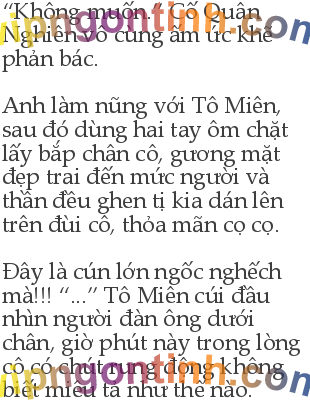 “Không muốn.” Cố Quân
Nghiên vô cùng ấm ức khẽ
phản bác.
Anh làm nũng với Tô Miên,
sau đó dùng hai tay ôm chặt
lấy bắp chân cô, gương mặt
đẹp trai đến mức người và
thần đều ghen tị kia dán lên
trên đùi cô, thỏa mãn cọ cọ.
Đây là cún lớn ngốc nghếch
mà!!! “...” Tô Miên cúi đầu
nhìn người đàn ông dưới
chân, giờ phút này trong lòng
cô có chút rung động không
biết miêu tả như thế nào.